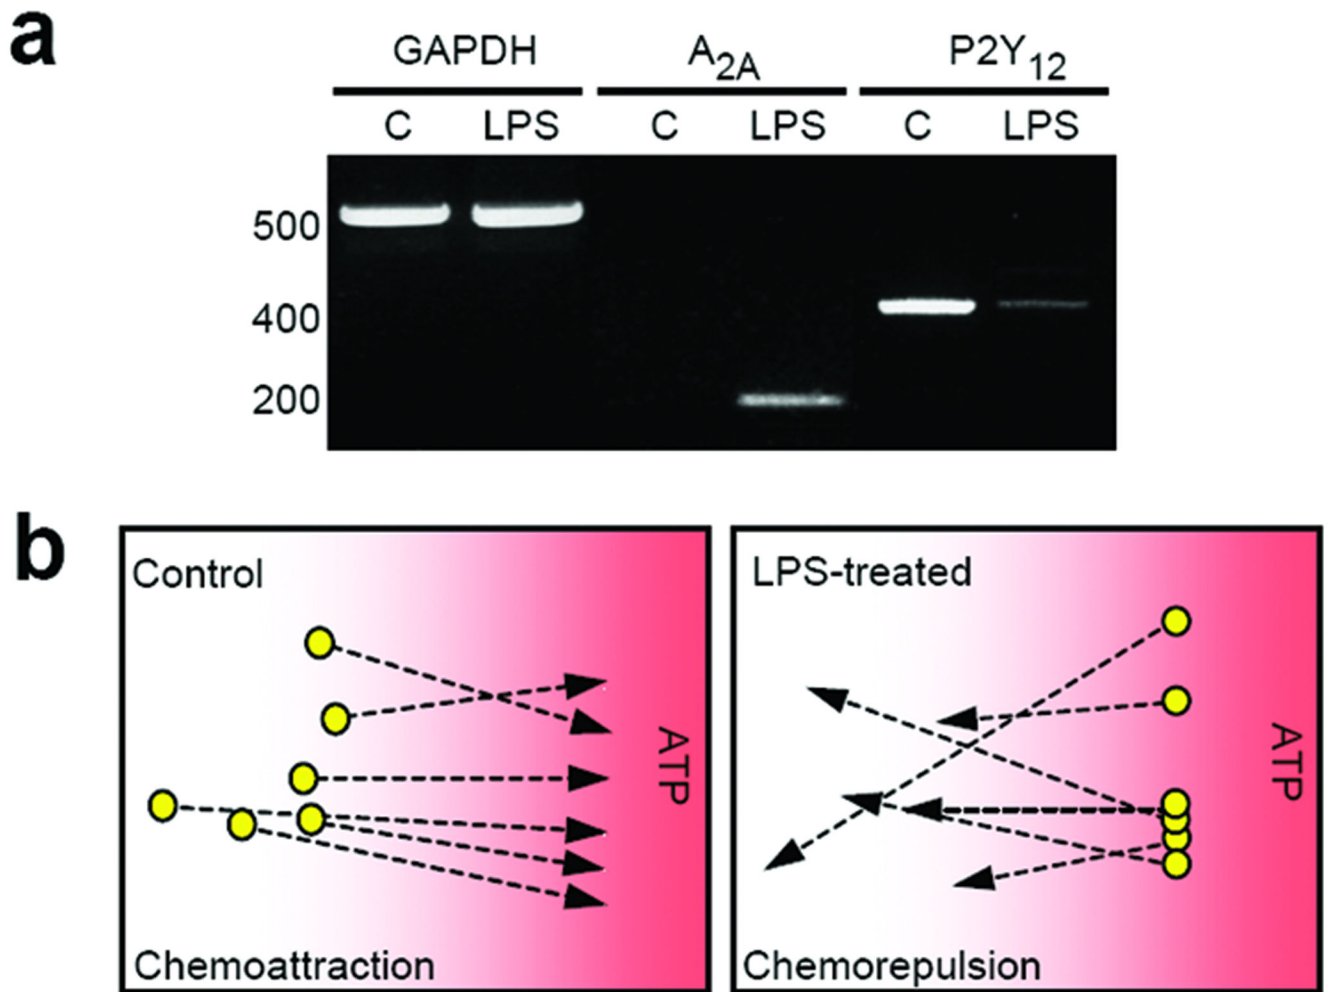 a
GAPDH A2A P2Y12
C LPS C LPS C LPS
500
400
200
b
Control
ATP
Chemoattraction
LPS-treated
ATP
Chemorepulsion